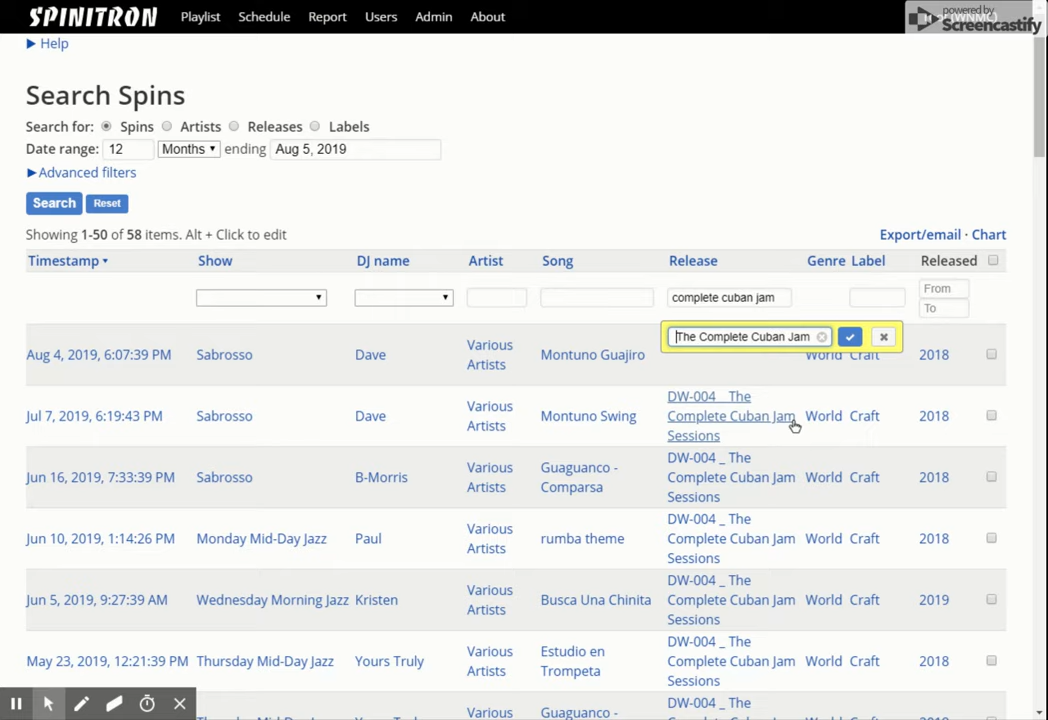 SPINITRON Playlist Schedule Report Users Admin About
powered by
Screencastify
▶ Help
Search Spins
Search for: Spins Artists Releases Labels
Date range: 12 Months ▾ ending Aug 5, 2019
▶Advanced filters
Search Reset
Showing 1-50 of 58 items. Alt + Click to edit Export/email · Chart
Timestamp ▾ Show DJ name Artist Song Release Genre Label Released
From
complete cuban jam
To
The Complete Cuban Jam
Aug 4, 2019, 6:07:39 PM Sabrosso Dave Various Artists Montuno Guajiro World Craft 2018
Jul 7, 2019, 6:19:43 PM Sabrosso Dave Various Artists Montuno Swing DW-004 _ The Complete Cuban Jam Sessions World Craft 2018
Jun 16, 2019, 7:33:39 PM Sabrosso B-Morris Various Artists Guaguanco - Comparsa DW-004 _ The Complete Cuban Jam Sessions World Craft 2018
Jun 10, 2019, 1:14:26 PM Monday Mid-Day Jazz Paul Various Artists rumba theme DW-004 _ The Complete Cuban Jam Sessions World Craft 2018
Jun 5, 2019, 9:27:39 AM Wednesday Morning Jazz Kristen Various Artists Busca Una Chinita DW-004 _ The Complete Cuban Jam Sessions World Craft 2019
May 23, 2019, 12:21:39 PM Thursday Mid-Day Jazz Yours Truly Various Artists Estudio en Trompeta DW-004 _ The Complete Cuban Jam Sessions World Craft 2018
Various Guaguanco - DW-004 _ The